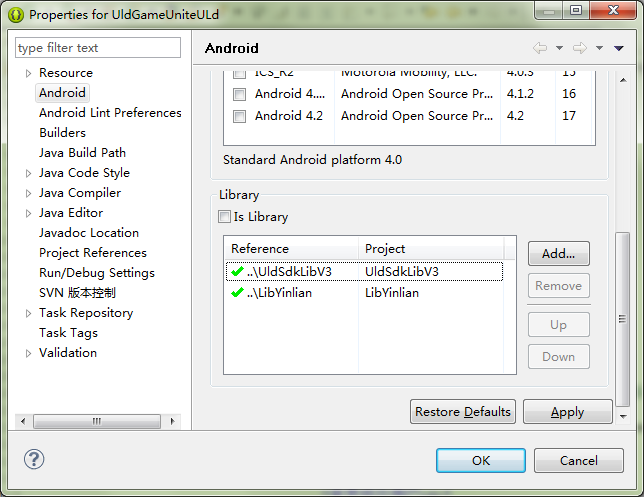 Properties for UldGameUniteULd
type filter text
Resource
Android
Android Lint Preferences
Builders
Java Build Path
Java Code Style
Java Compiler
Java Editor
Javadoc Location
Project References
Run/Debug Settings
SVN 版本控制
Task Repository
Task Tags
Validation
Android
ICS_R2 Motorola Mobility, LLC. 4.0.3 15
Android 4.... Android Open Source Pr... 4.1.2 16
Android 4.2 Android Open Source Pr... 4.2 17
Standard Android platform 4.0
Library
Is Library
Reference Project
..\UldSdkLibV3 UldSdkLibV3
..\LibYinlian LibYinlian
Add...
Remove
Up
Down
Restore Defaults Apply
OK Cancel